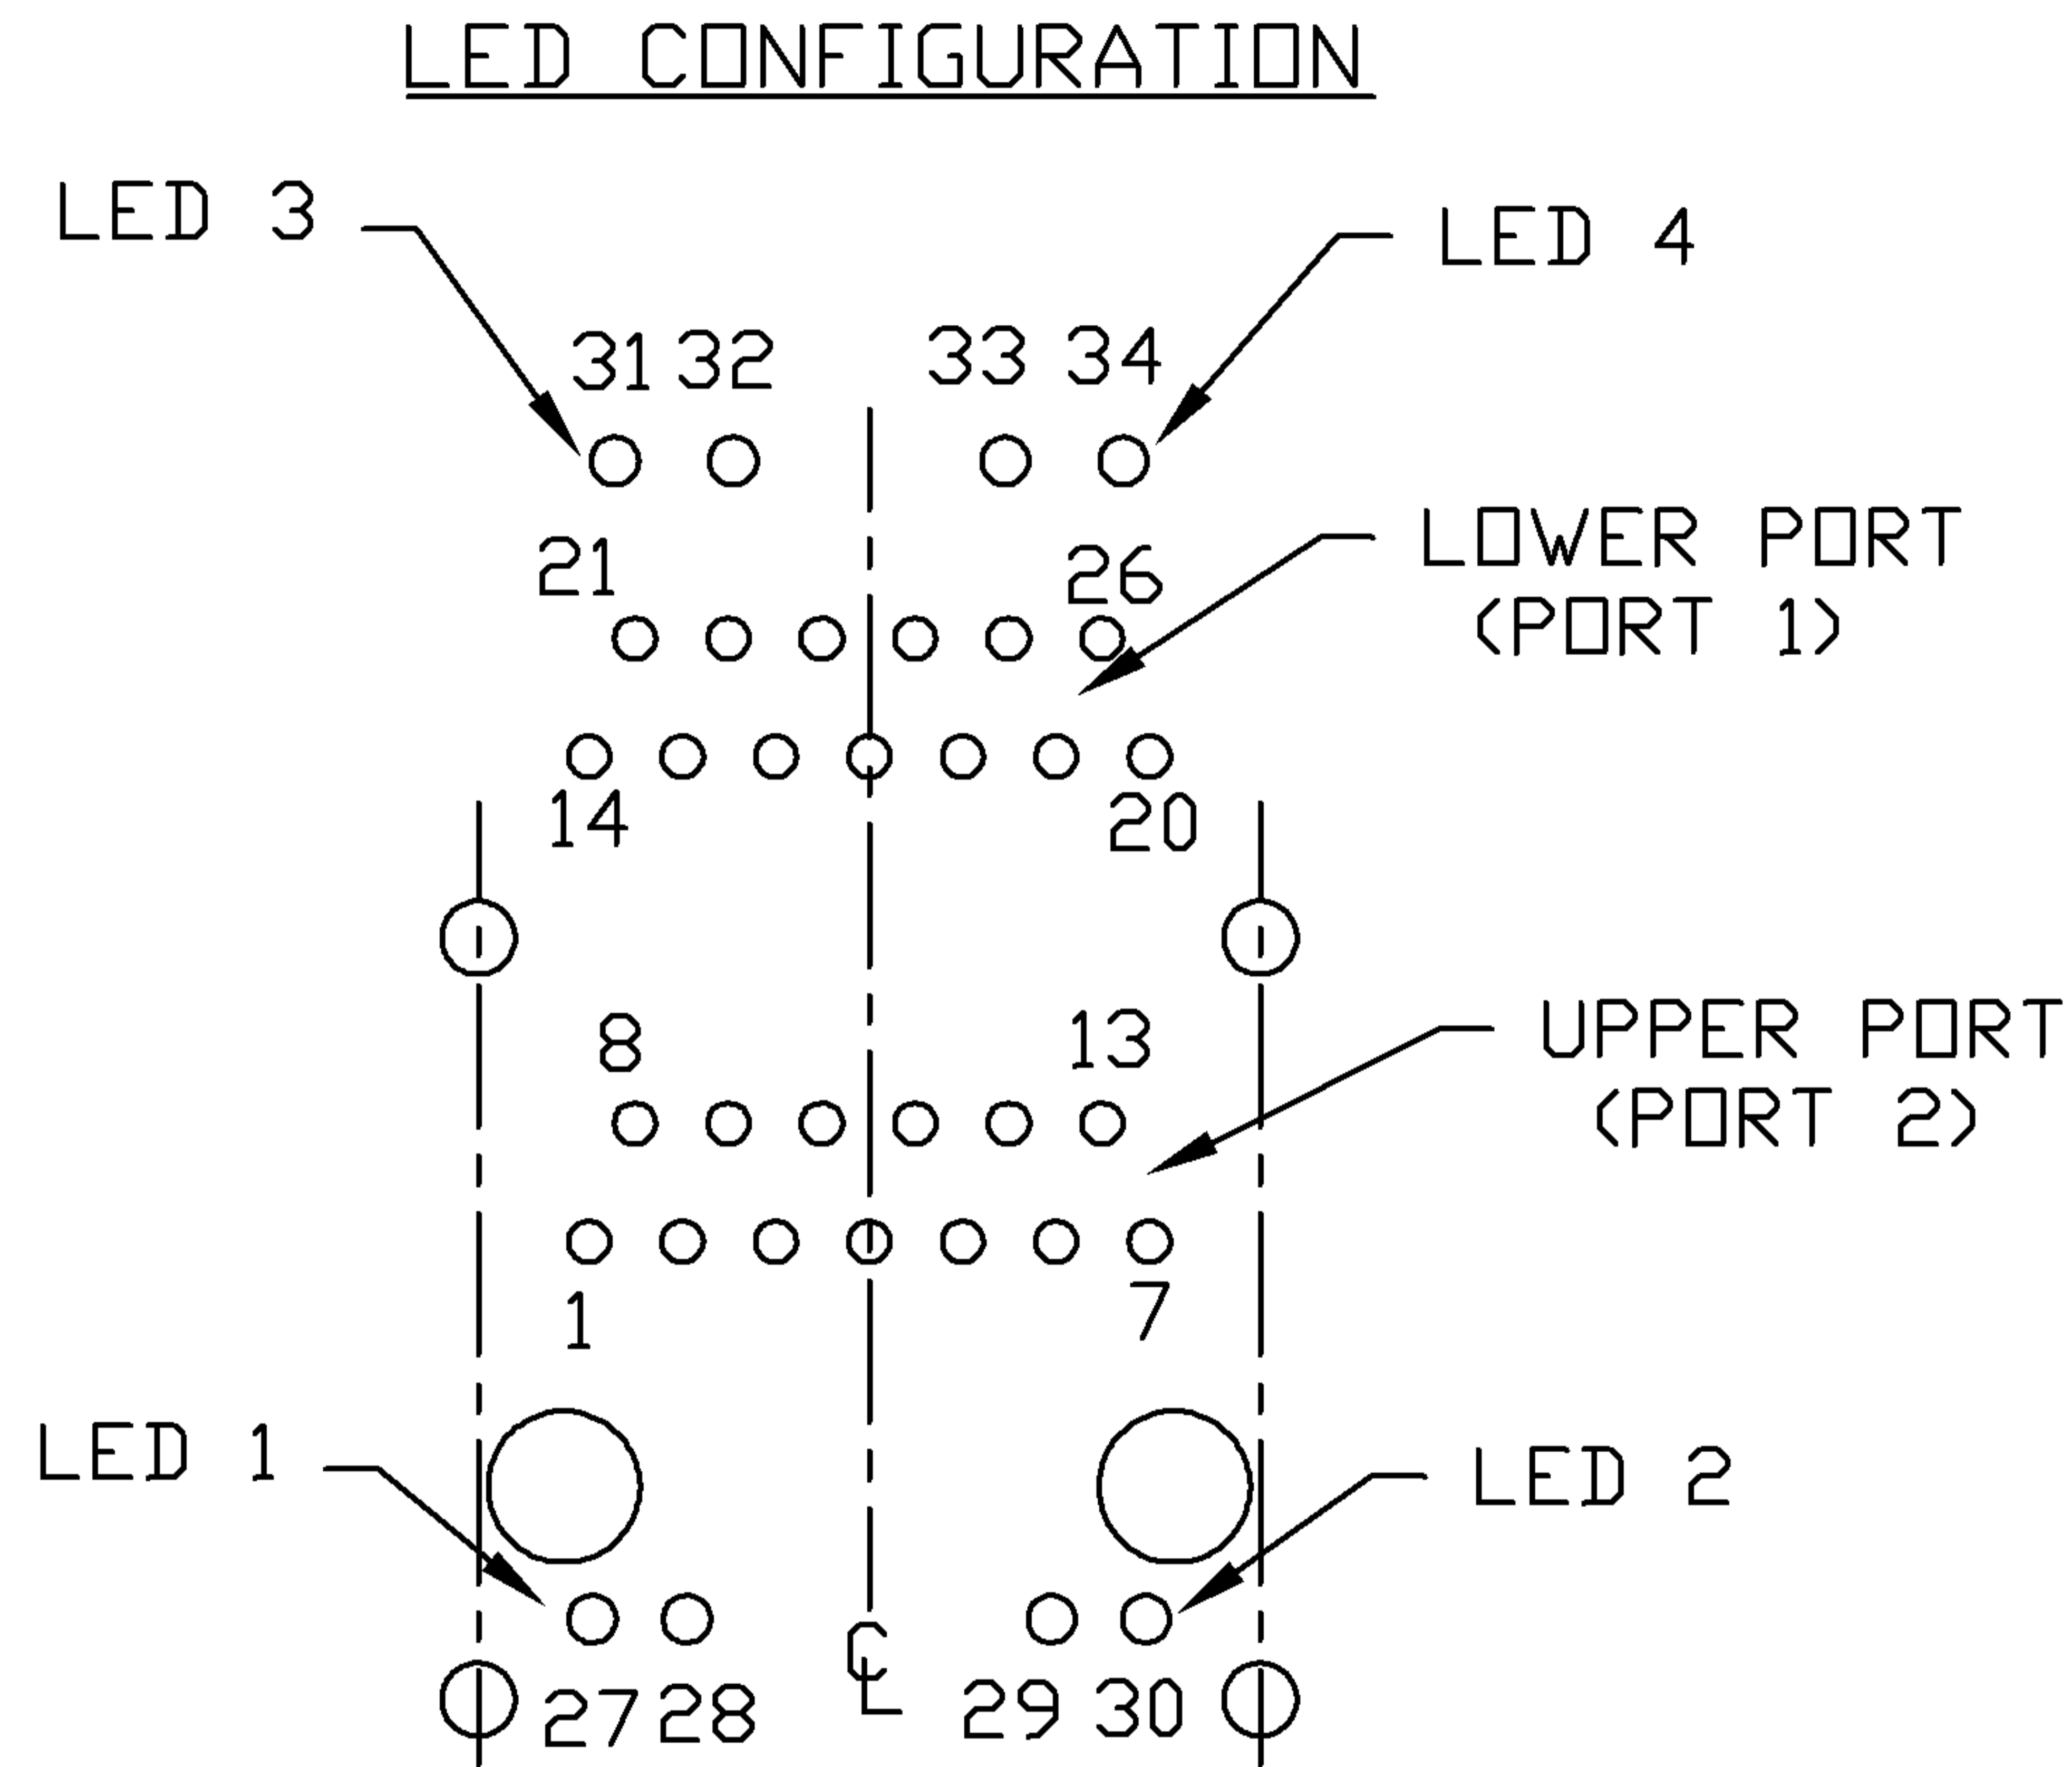 LED CONFIGURATION
LED 3
LED 4
31 32 33 34
LOWER PORT
(PORT 1)
21 26
14 20
UPPER PORT
(PORT 2)
8 13
1 7
LED 1
LED 2
CL
27 28 29 30